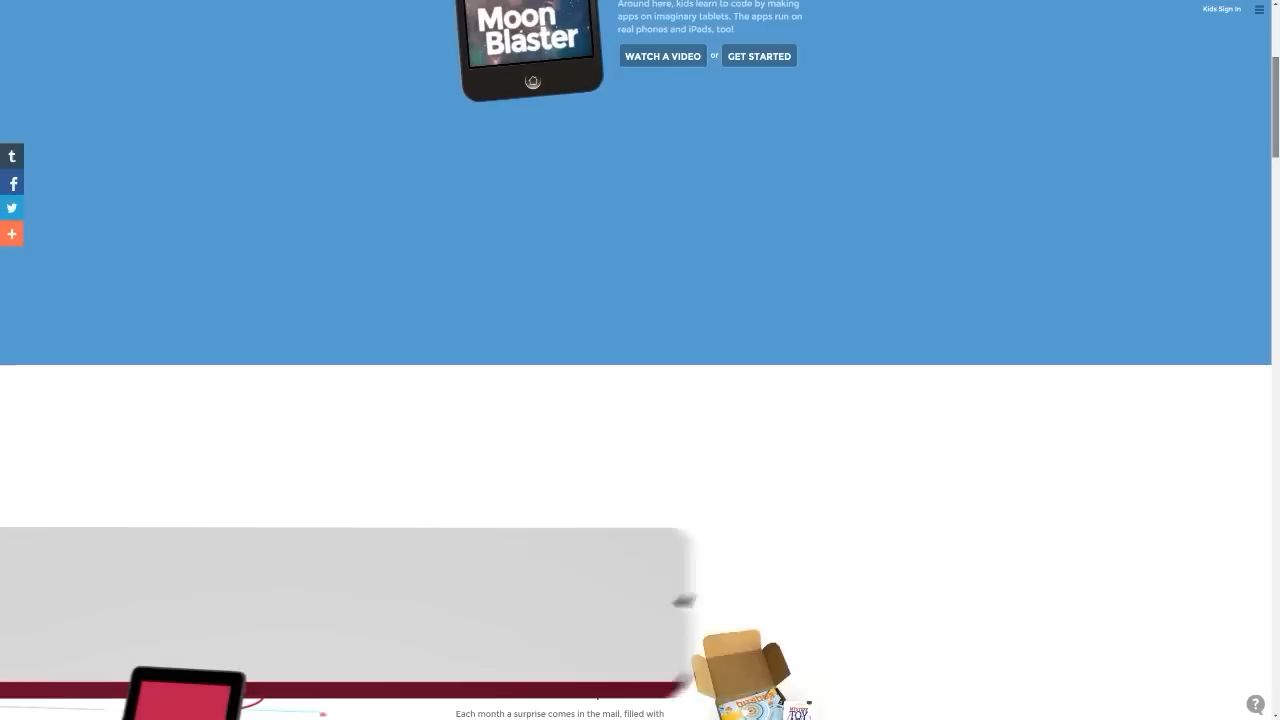 Around here, kids learn to code by making
apps on imaginary tablets. The apps run on
real phones and iPads, too!
Kids Sign In
Moon
Blaster
WATCH A VIDEO or GET STARTED
t
f
+
Each month a surprise comes in the mail, filled with
TOY
?